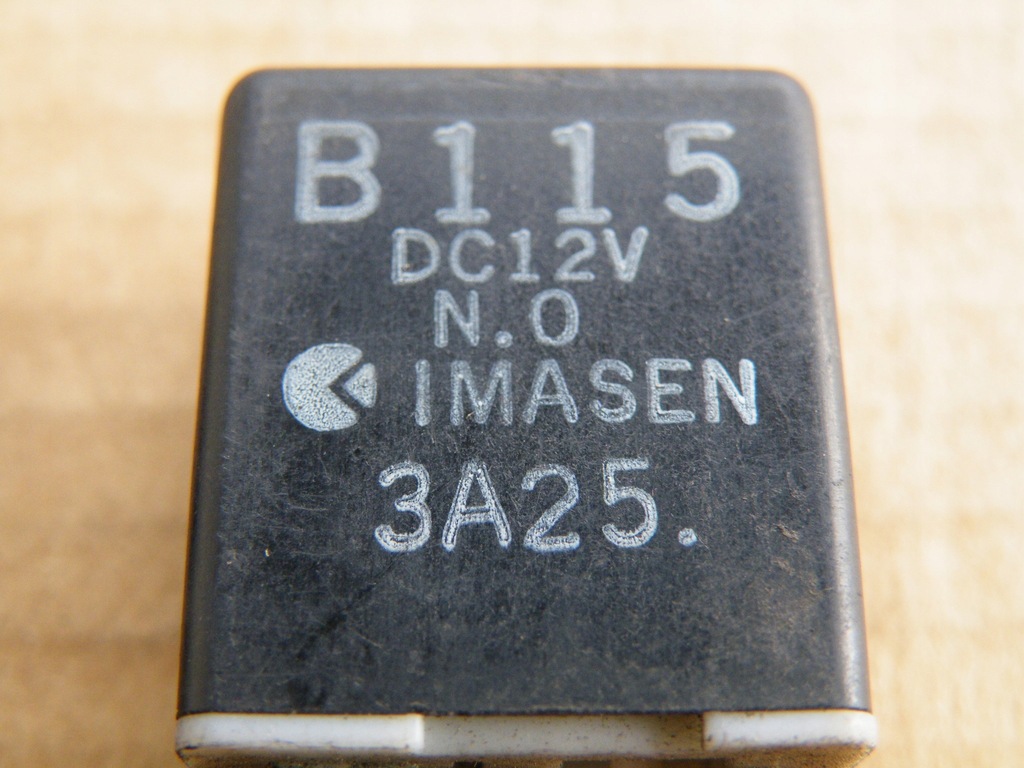 B115
DC12V
N.O
IMASEN
3A25.